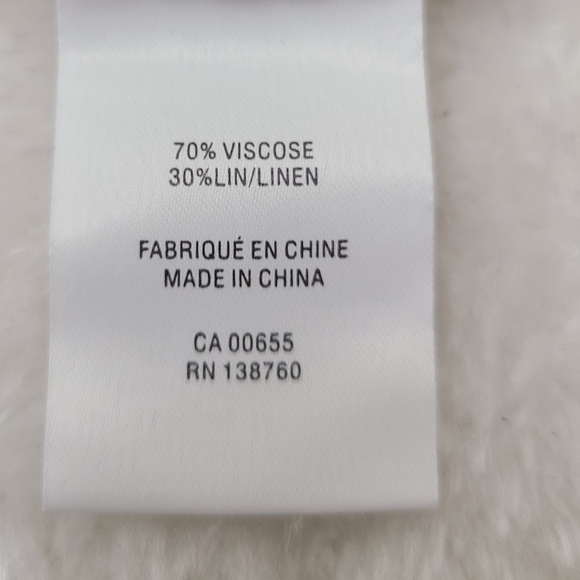 70% VISCOSE
30%LIN/LINEN
FABRIQUÉ EN CHINE
MADE IN CHINA
CA 00655
RN 138760